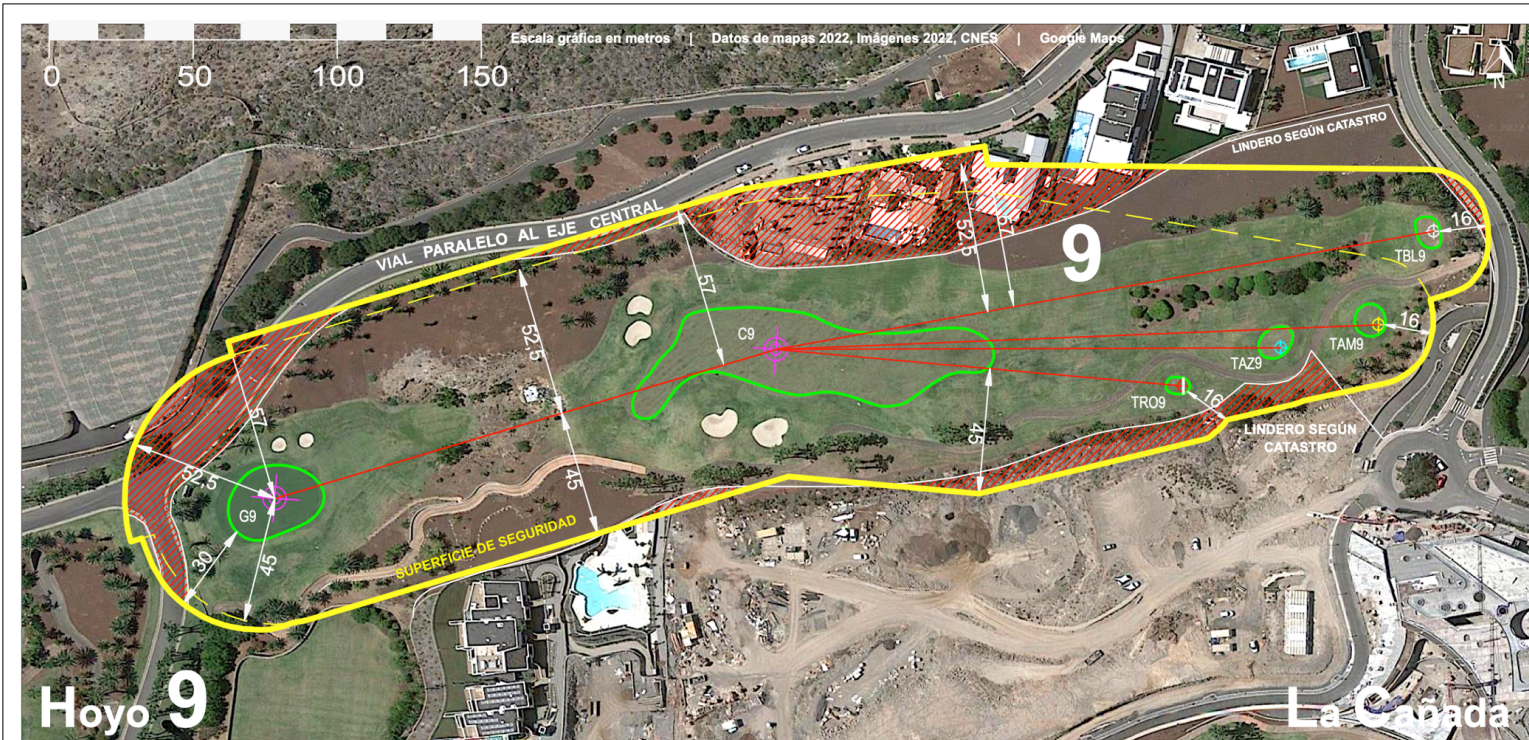 Escala gráfica en metros | Datos de mapas 2022, Imágenes 2022, CNES | Google Maps
0 50 100 150
N
LINDERO SEGÚN CATASTRO
VIAL PARALELO AL EJE CENTRAL
52,5
67
9
16
TBL9
57
52,5
C9
16
TAM9
TAZ9
TRO9
16
57
52,5
45
45
LINDERO SEGÚN
CATASTRO
G9
30
45
SUPERFICIE DE SEGURIDAD
Hoyo 9
La Cañada